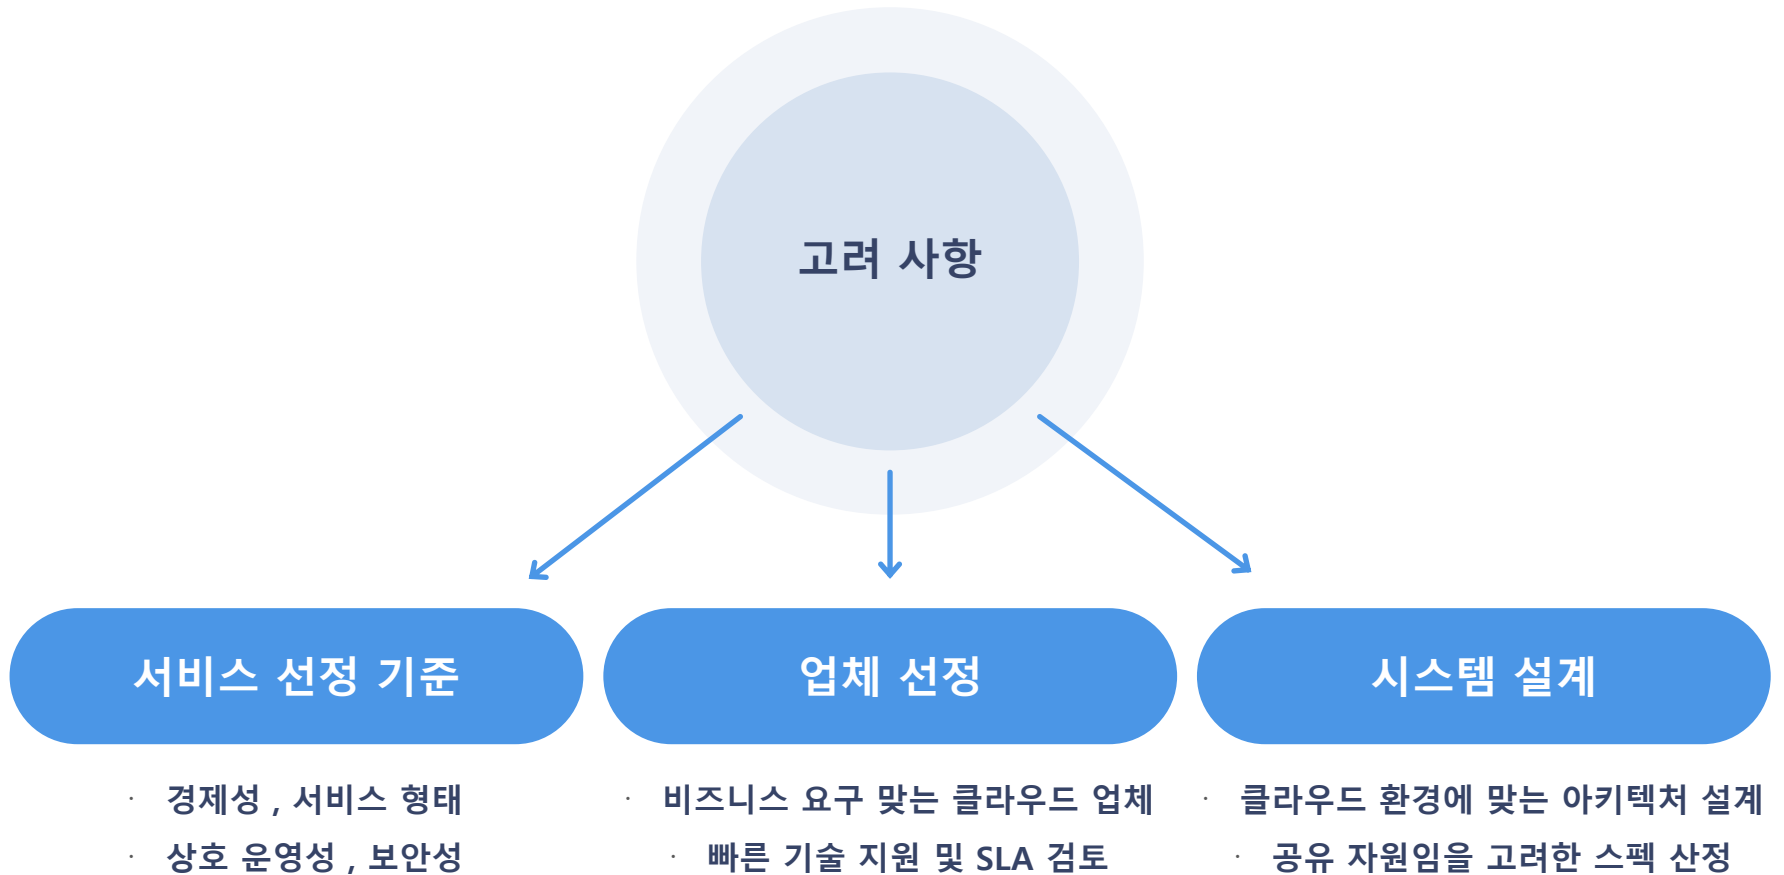 고려 사항
서비스 선정 기준
· 경제성 , 서비스 형태
· 상호 운영성 , 보안성
업체 선정
· 비즈니스 요구 맞는 클라우드 업체
· 빠른 기술 지원 및 SLA 검토
시스템 설계
· 클라우드 환경에 맞는 아키텍처 설계
· 공유 자원임을 고려한 스펙 산정